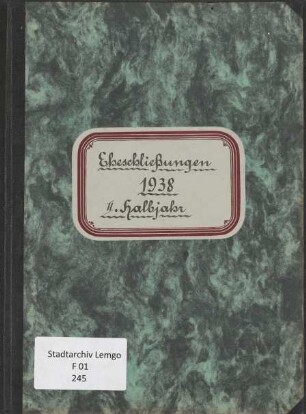 Eheschließungen
1938
II. Halbjahr
Stadtarchiv Lemgo
F 01
245